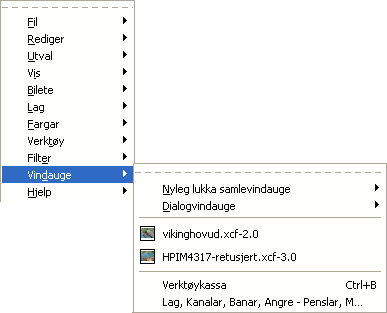 Fil
Rediger
Utval
Vis
Bilete
Lag
Fargar
Verktøy
Filter
Vindauge
Hjelp
Nyleg lukka samlevindauge
Dialogvindauge
vikinghovud.xcf-2.0
HPIM4317-retusjert.xcf-3.0
Verktøykassa Ctrl+B
Lag, Kanalar, Banar, Angre - Penslar, M...